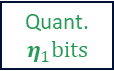 Quant.
η₁ bits